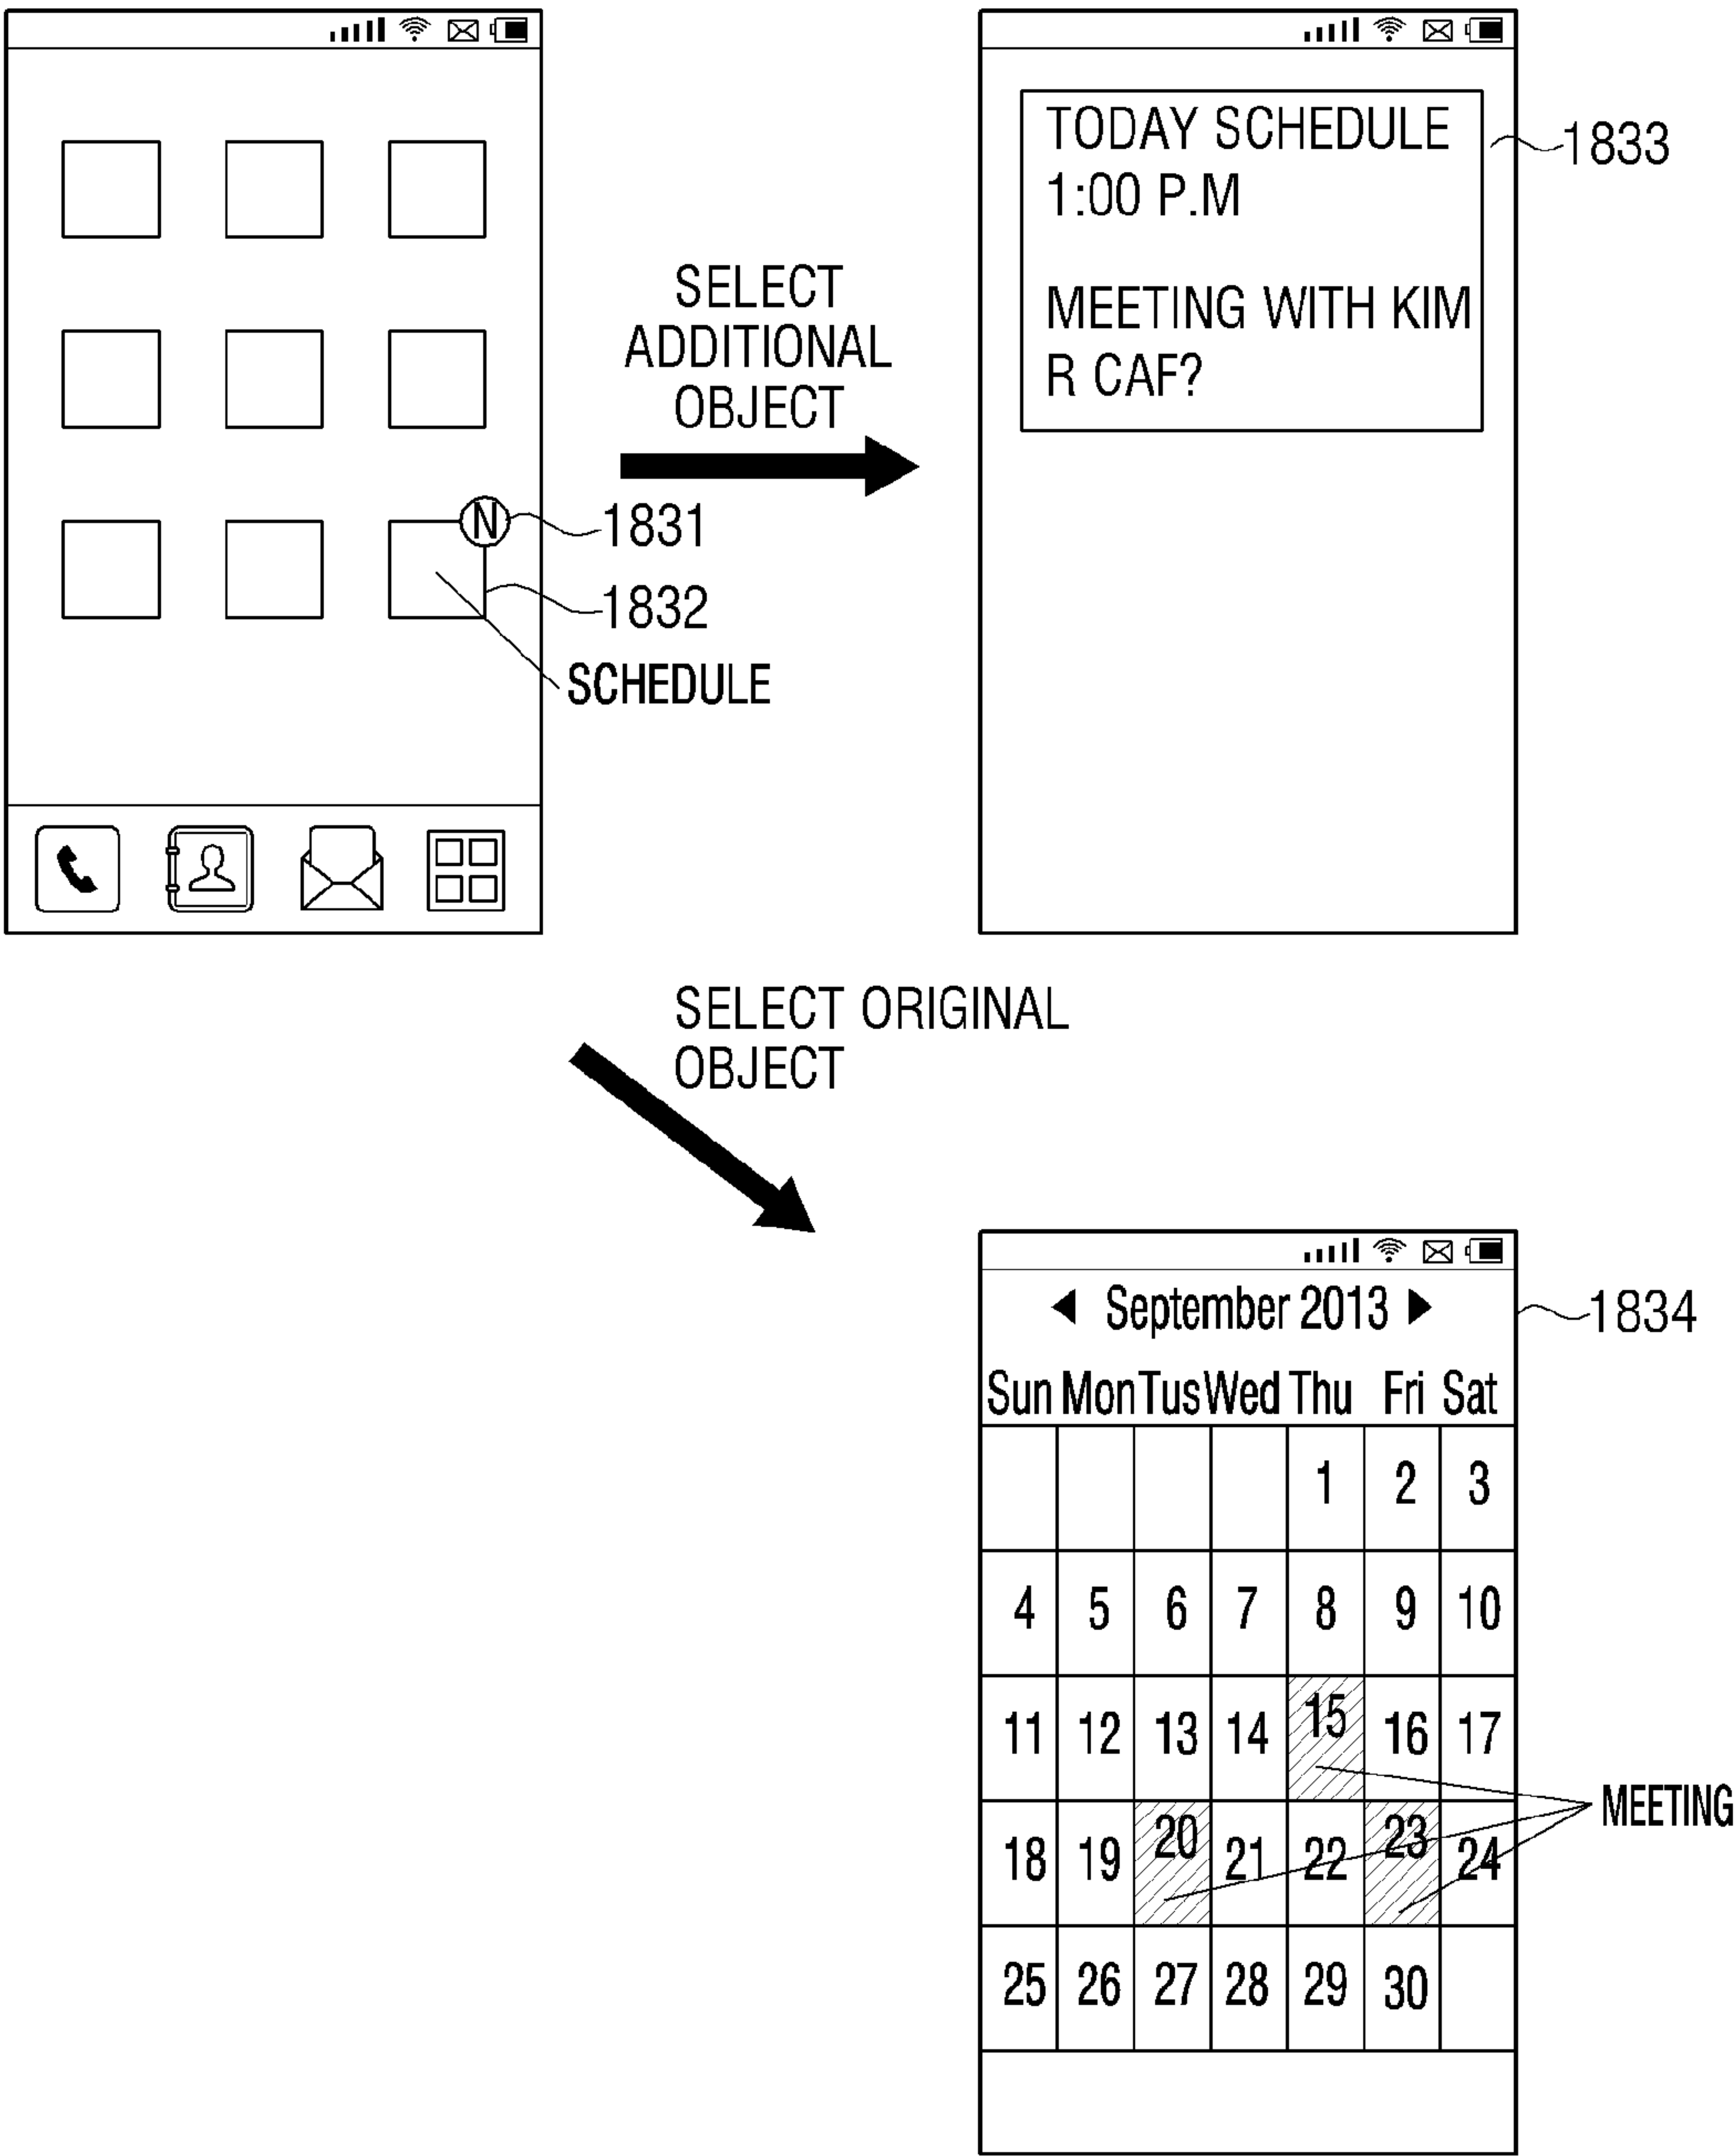 TODAY SCHEDULE
1:00 P.M
MEETING WITH KIM
R CAF?
1833
SELECT
ADDITIONAL
OBJECT
N
1831
1832
SCHEDULE
SELECT ORIGINAL
OBJECT
September 2013
1834
Sun Mon Tus Wed Thu Fri Sat
1 2 3
4 5 6 7 8 9 10
11 12 13 14 15 16 17
18 19 20 21 22 23 24
MEETING
25 26 27 28 29 30